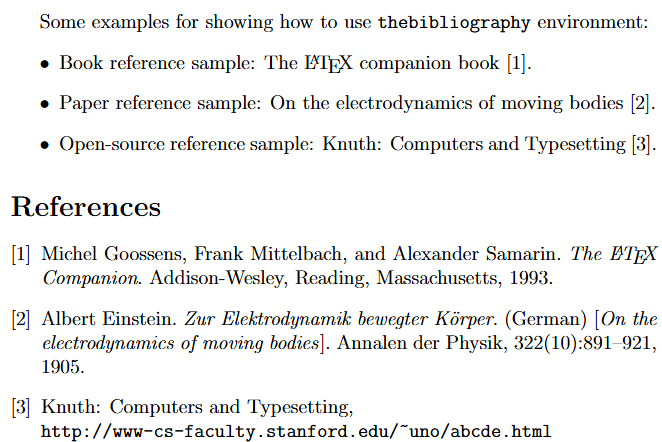 Some examples for showing how to use thebibliography environment:
• Book reference sample: The LATEX companion book [1].
• Paper reference sample: On the electrodynamics of moving bodies [2].
• Open-source reference sample: Knuth: Computers and Typesetting [3].
References
[1] Michel Goossens, Frank Mittelbach, and Alexander Samarin. The LATEX
Companion. Addison-Wesley, Reading, Massachusetts, 1993.
[2] Albert Einstein. Zur Elektrodynamik bewegter Körper. (German) [On the
electrodynamics of moving bodies]. Annalen der Physik, 322(10):891–921,
1905.
[3] Knuth: Computers and Typesetting,
http://www-cs-faculty.stanford.edu/~uno/abcde.html